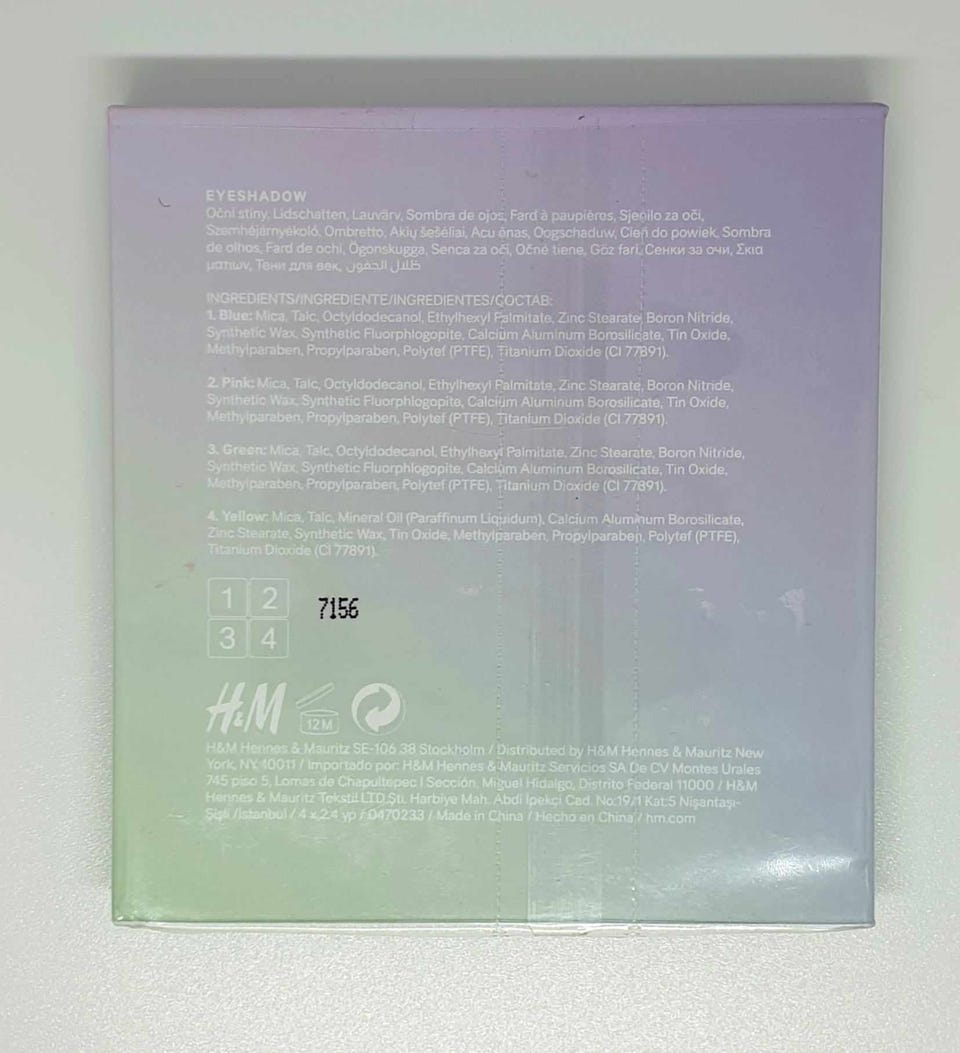 EYESHADOW
Oční stíny, Lidschatten, Lauvärv, Sombra de ojos, Fard à paupières, Sjenilo za oči,
Szemhéjárnyékoló, Ombretto, Akių šešėliai, Acu ēnas, Oogschaduw, Cień do powiek, Sombra
de olhos, Fard de ochi, Ögonskugga, Senca za oči, Očné tiene, Göz farı, Сенки за очи, Σκιά
ματιών, Тени для век, ظلال الجفون
INGREDIENTS/INGREDIENTE/INGREDIENTES/СОСТАВ:
1. Blue: Mica, Talc, Octyldodecanol, Ethylhexyl Palmitate, Zinc Stearate, Boron Nitride,
Synthetic Wax, Synthetic Fluorphlogopite, Calcium Aluminum Borosilicate, Tin Oxide,
Methylparaben, Propylparaben, Polytef (PTFE), Titanium Dioxide (CI 77891).
2. Pink: Mica, Talc, Octyldodecanol, Ethylhexyl Palmitate, Zinc Stearate, Boron Nitride,
Synthetic Wax, Synthetic Fluorphlogopite, Calcium Aluminum Borosilicate, Tin Oxide,
Methylparaben, Propylparaben, Polytef (PTFE), Titanium Dioxide (CI 77891).
3. Green: Mica, Talc, Octyldodecanol, Ethylhexyl Palmitate, Zinc Stearate, Boron Nitride,
Synthetic Wax, Synthetic Fluorphlogopite, Calcium Aluminum Borosilicate, Tin Oxide,
Methylparaben, Propylparaben, Polytef (PTFE), Titanium Dioxide (CI 77891).
4. Yellow: Mica, Talc, Mineral Oil (Paraffinum Liquidum), Calcium Aluminum Borosilicate,
Zinc Stearate, Synthetic Wax, Tin Oxide, Methylparaben, Propylparaben, Polytef (PTFE),
Titanium Dioxide (CI 77891).
1 2
7156
3 4
H&M
12 M
H&M Hennes & Mauritz SE-106 38 Stockholm / Distributed by H&M Hennes & Mauritz New
York, NY 10011 / Importado por: H&M Hennes & Mauritz Servicios SA De CV Montes Urales
745 piso 5, Lomas de Chapultepec I Sección, Miguel Hidalgo, Distrito Federal 11000 / H&M
Hennes & Mauritz Tekstil LTD.Şti. Harbiye Mah. Abdi İpekçi Cad. No:19/1 Kat:5 Nişantaşı-
Şişli /İstanbul / 4 x 2.4 γρ / 0470233 / Made in China / Hecho en China / hm.com